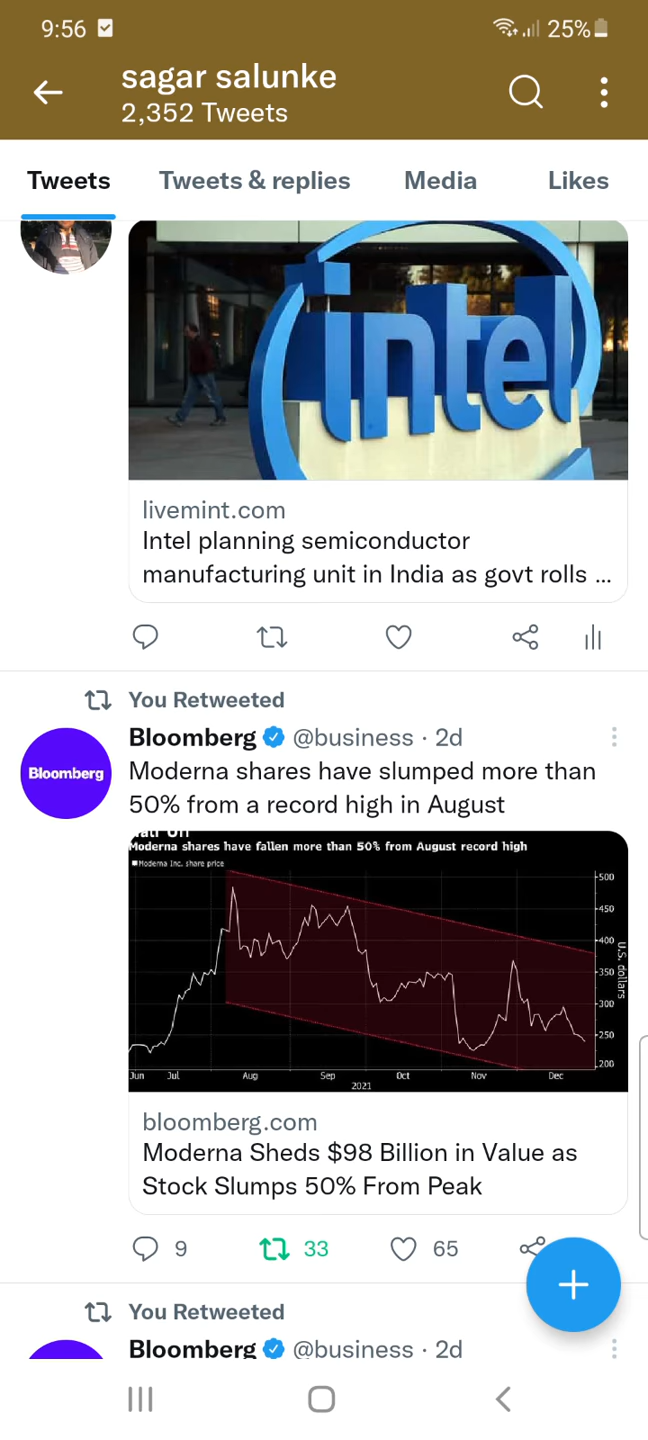 9:56
25%
sagar salunke
2,352 Tweets
Tweets
Tweets & replies
Media
Likes
intel
livemint.com
Intel planning semiconductor
manufacturing unit in India as govt rolls ...
You Retweeted
Bloomberg @business · 2d
Bloomberg
Moderna shares have slumped more than
50% from a record high in August
Half Off
Moderna shares have fallen more than 50% from August record high
Moderna Inc. share price
500
450
400
350
300
250
200
U.S. dollars
Jun Jul Aug Sep Oct Nov Dec
2021
bloomberg.com
Moderna Sheds $98 Billion in Value as
Stock Slumps 50% From Peak
9
33
65
You Retweeted
Bloomberg @business · 2d